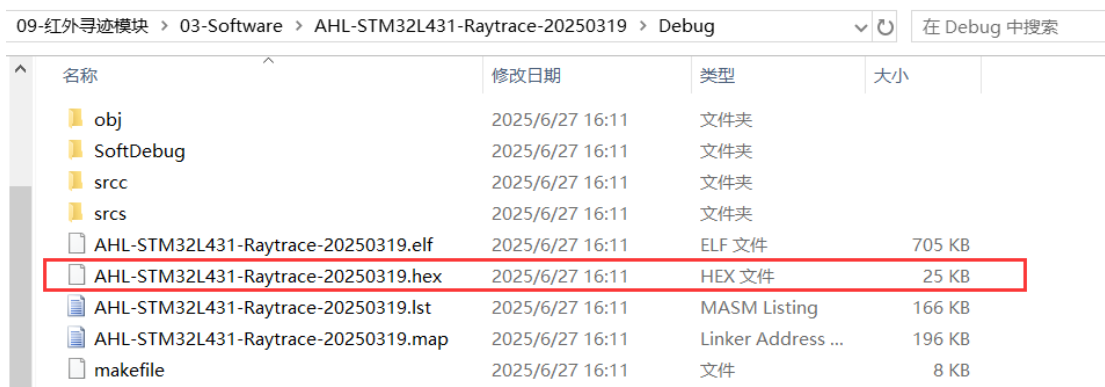 09-红外寻迹模块 > 03-Software > AHL-STM32L431-Raytrace-20250319 > Debug 在 Debug 中搜索
名称 修改日期 类型 大小
obj 2025/6/27 16:11 文件夹
SoftDebug 2025/6/27 16:11 文件夹
srcc 2025/6/27 16:11 文件夹
srcs 2025/6/27 16:11 文件夹
AHL-STM32L431-Raytrace-20250319.elf 2025/6/27 16:11 ELF 文件 705 KB
AHL-STM32L431-Raytrace-20250319.hex 2025/6/27 16:11 HEX 文件 25 KB
AHL-STM32L431-Raytrace-20250319.lst 2025/6/27 16:11 MASM Listing 166 KB
AHL-STM32L431-Raytrace-20250319.map 2025/6/27 16:11 Linker Address ... 196 KB
makefile 2025/6/27 16:11 文件 8 KB